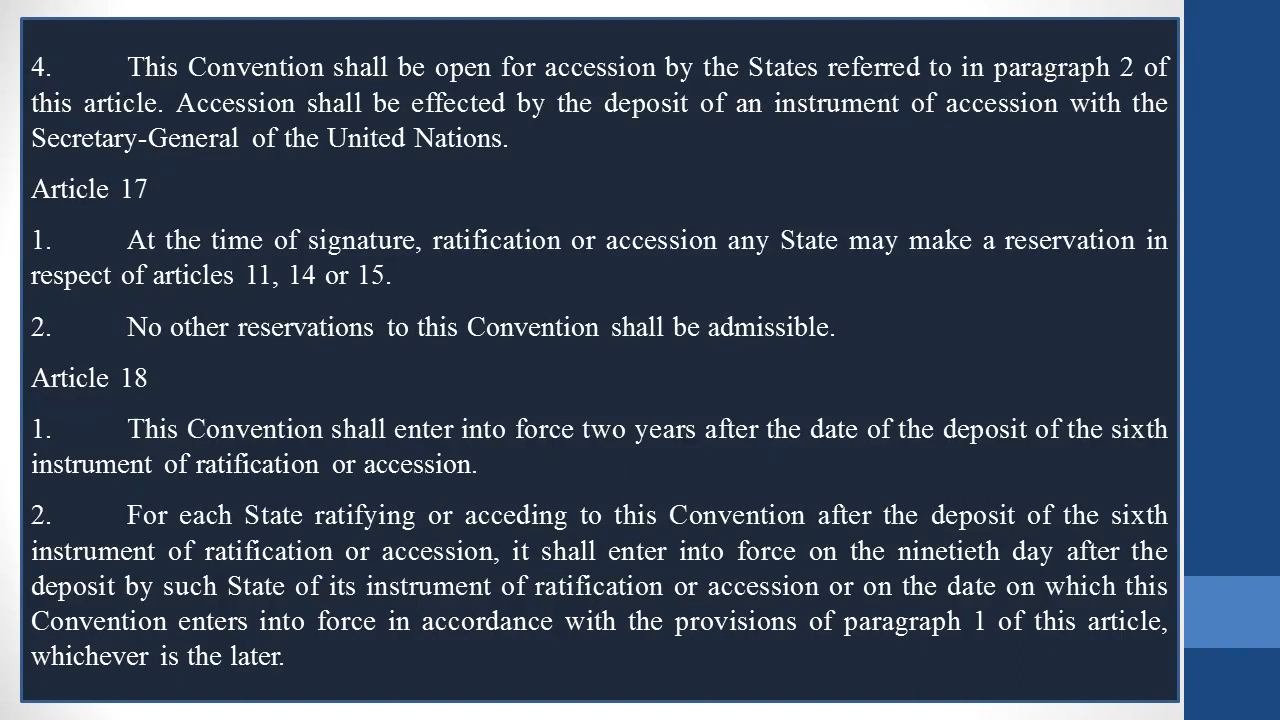 4. This Convention shall be open for accession by the States referred to in paragraph 2 of
this article. Accession shall be effected by the deposit of an instrument of accession with the
Secretary-General of the United Nations.
Article 17
1. At the time of signature, ratification or accession any State may make a reservation in
respect of articles 11, 14 or 15.
2. No other reservations to this Convention shall be admissible.
Article 18
1. This Convention shall enter into force two years after the date of the deposit of the sixth
instrument of ratification or accession.
2. For each State ratifying or acceding to this Convention after the deposit of the sixth
instrument of ratification or accession, it shall enter into force on the ninetieth day after the
deposit by such State of its instrument of ratification or accession or on the date on which this
Convention enters into force in accordance with the provisions of paragraph 1 of this article,
whichever is the later.